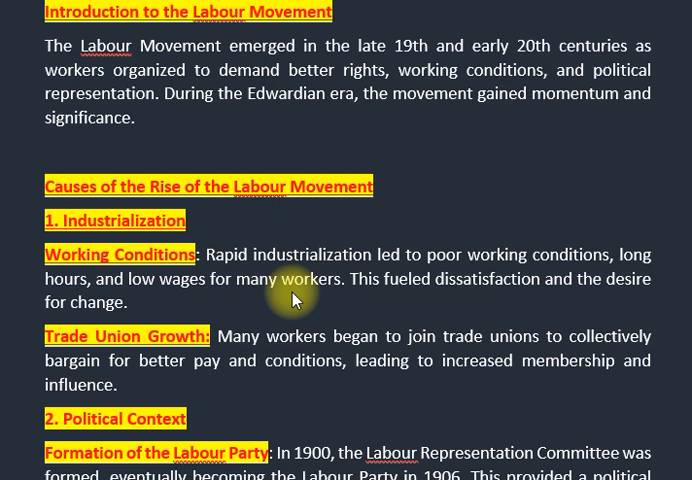 Introduction to the Labour Movement
The Labour Movement emerged in the late 19th and early 20th centuries as
workers organized to demand better rights, working conditions, and political
representation. During the Edwardian era, the movement gained momentum and
significance.
Causes of the Rise of the Labour Movement
1. Industrialization
Working Conditions: Rapid industrialization led to poor working conditions, long
hours, and low wages for many workers. This fueled dissatisfaction and the desire
for change.
Trade Union Growth: Many workers began to join trade unions to collectively
bargain for better pay and conditions, leading to increased membership and
influence.
2. Political Context
Formation of the Labour Party: In 1900, the Labour Representation Committee was
formed, eventually becoming the Labour Party in 1906. This provided a political